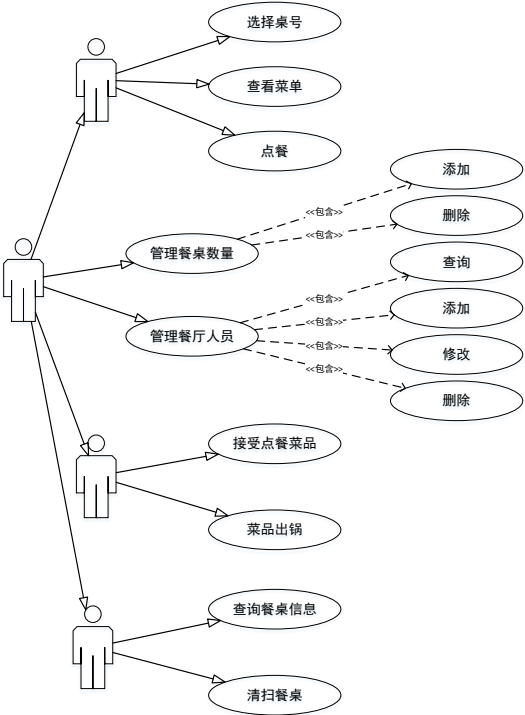 选择桌号
查看菜单
点餐
添加
<<包含>>
删除
<<包含>>
管理餐桌数量
查询
<<包含>>
添加
<<包含>>
管理餐厅人员
<<包含>>
修改
<<包含>>
删除
接受点餐菜品
菜品出锅
查询餐桌信息
清扫餐桌